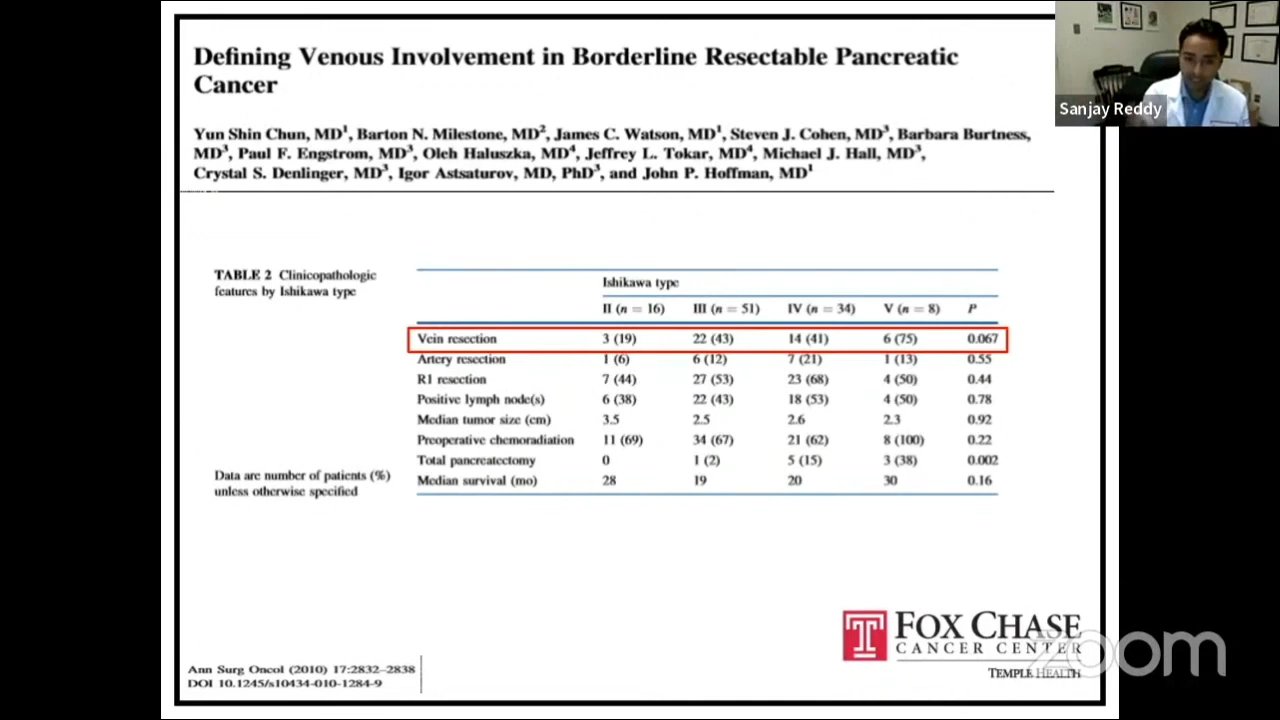 Defining Venous Involvement in Borderline Resectable Pancreatic
Cancer
Yun Shin Chun, MD1, Barton N. Milestone, MD2, James C. Watson, MD1, Steven J. Cohen, MD3, Barbara Burtness,
MD3, Paul F. Engstrom, MD3, Oleh Haluszka, MD4, Jeffrey L. Tokar, MD4, Michael J. Hall, MD3,
Crystal S. Denlinger, MD3, Igor Astsaturov, MD, PhD3, and John P. Hoffman, MD1
Sanjay Reddy
TABLE 2 Clinicopathologic
features by Ishikawa type
Ishikawa type
II (n = 16) III (n = 51) IV (n = 34) V (n = 8) P
Vein resection 3 (19) 22 (43) 14 (41) 6 (75) 0.067
Artery resection 1 (6) 6 (12) 7 (21) 1 (13) 0.55
R1 resection 7 (44) 27 (53) 23 (68) 4 (50) 0.44
Positive lymph node(s) 6 (38) 22 (43) 18 (53) 4 (50) 0.78
Median tumor size (cm) 3.5 2.5 2.6 2.3 0.92
Preoperative chemoradiation 11 (69) 34 (67) 21 (62) 8 (100) 0.22
Total pancreatectomy 0 1 (2) 5 (15) 3 (38) 0.002
Median survival (mo) 28 19 20 30 0.16
Data are number of patients (%)
unless otherwise specified
FOX CHASE
CANCER CENTER
TEMPLE HEALTH
zoom
Ann Surg Oncol (2010) 17:2832–2838
DOI 10.1245/s10434-010-1284-9